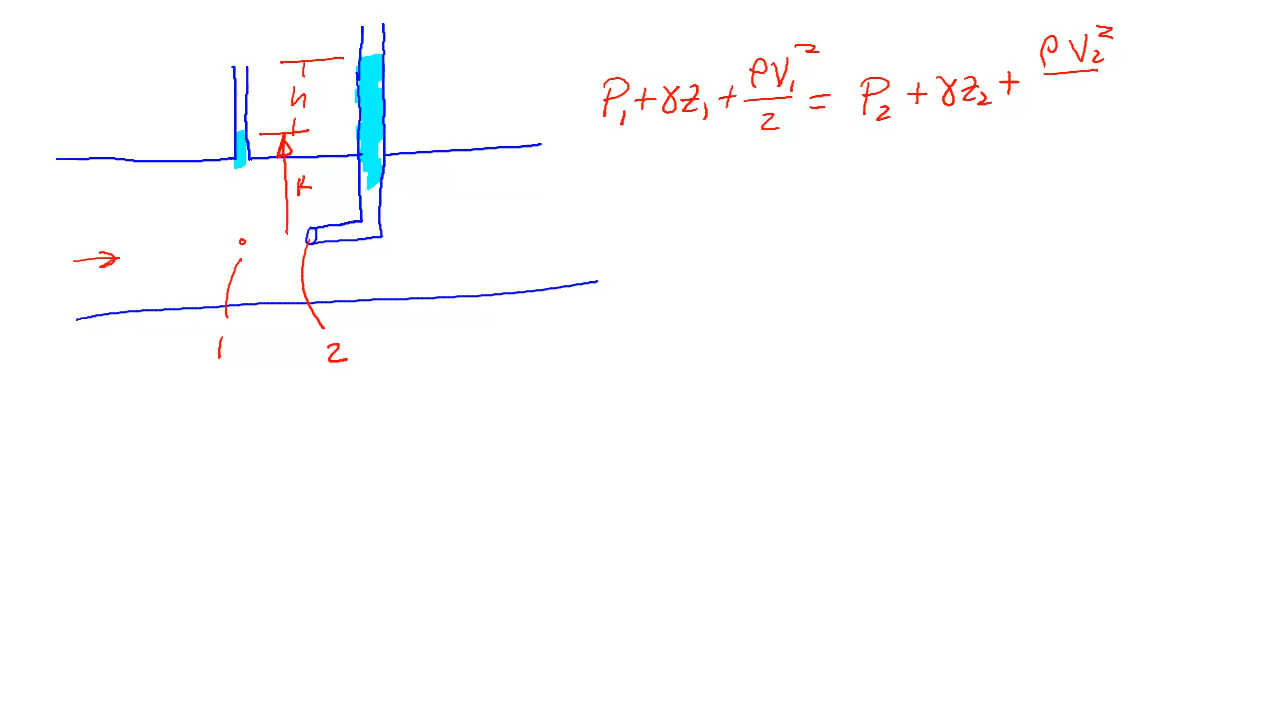 P₁ + γz₁ + ρV₁²/2 = P₂ + γz₂ + ρV₂²
h
1
2